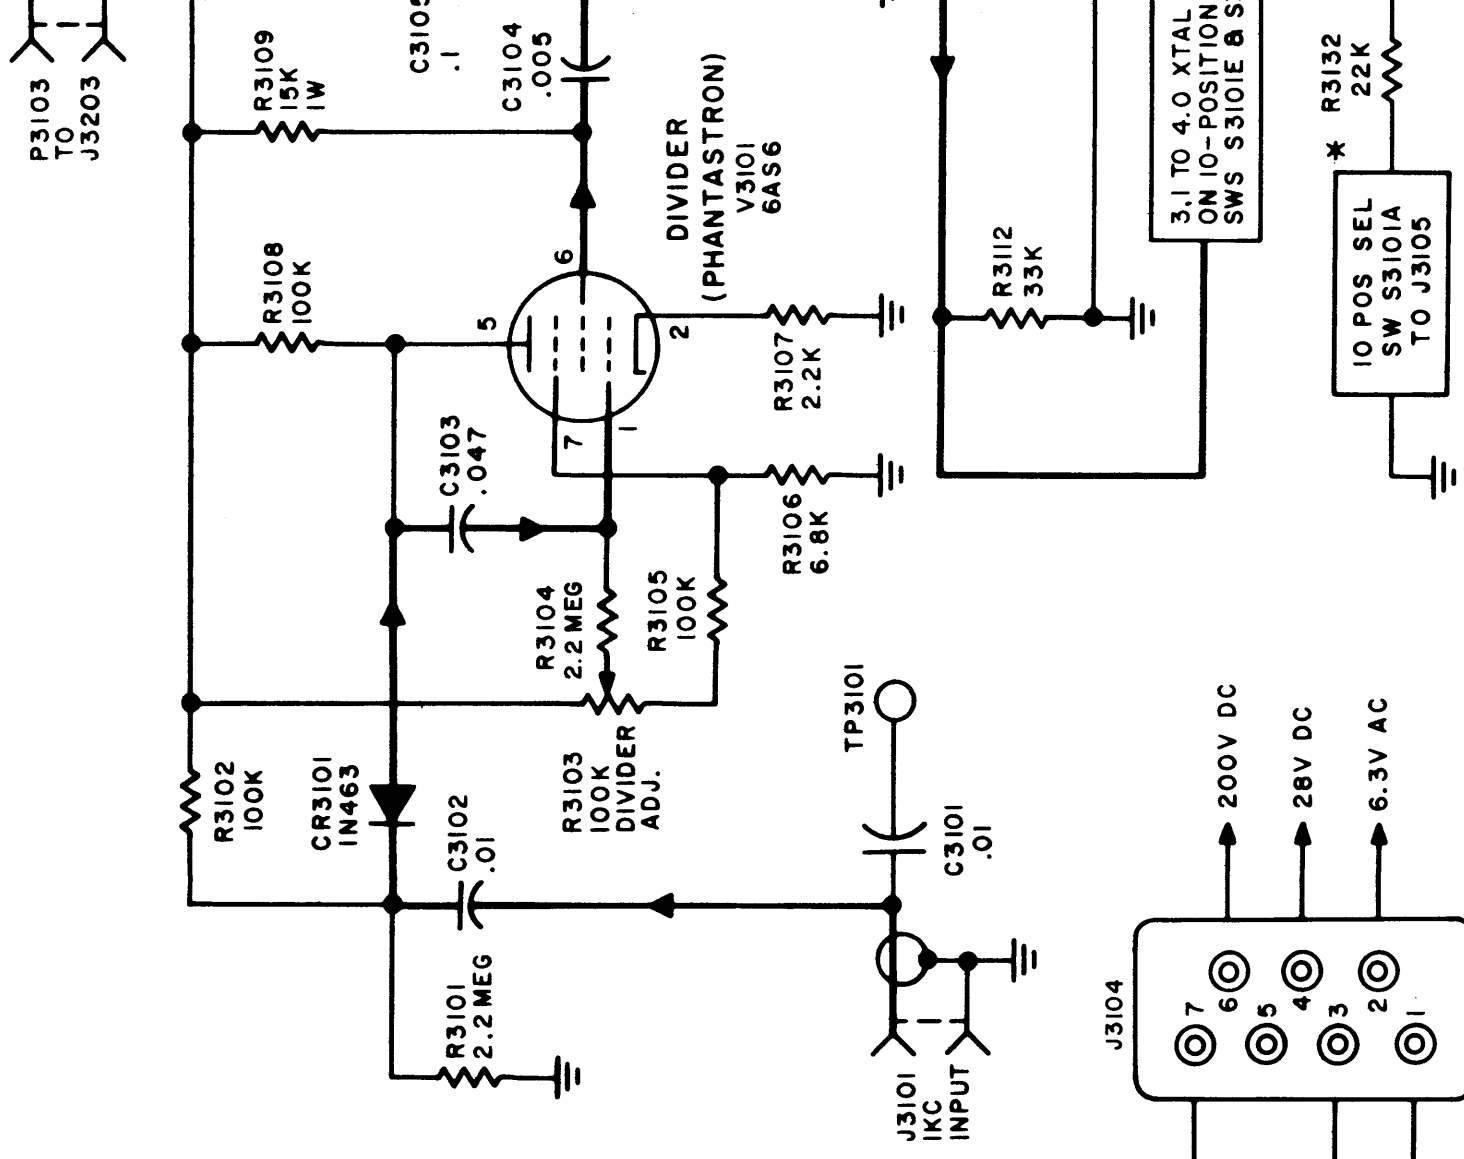 P3103
TO
J3203
R3109
15K
1W
C3105
.1
C3104
.005
DIVIDER
(PHANTASTRON)
V3101
6AS6
R3108
100K
5
6
7
1
2
R3107
2.2K
R3112
33K
3.1 TO 4.0 XTAL
ON 10-POSITION
SWS S3101E &
R3132
22K
*
10 POS SEL
SW S3101A
TO J3105
C3103
.047
R3106
6.8K
R3104
2.2 MEG
R3105
100K
R3102
100K
CR3101
1N463
R3103
100K
DIVIDER
ADJ.
TP3101
C3102
.01
C3101
.01
R3101
2.2 MEG
J3101
1KC
INPUT
200V DC
28V DC
6.3V AC
J3104
7
6
5
4
3
2
1